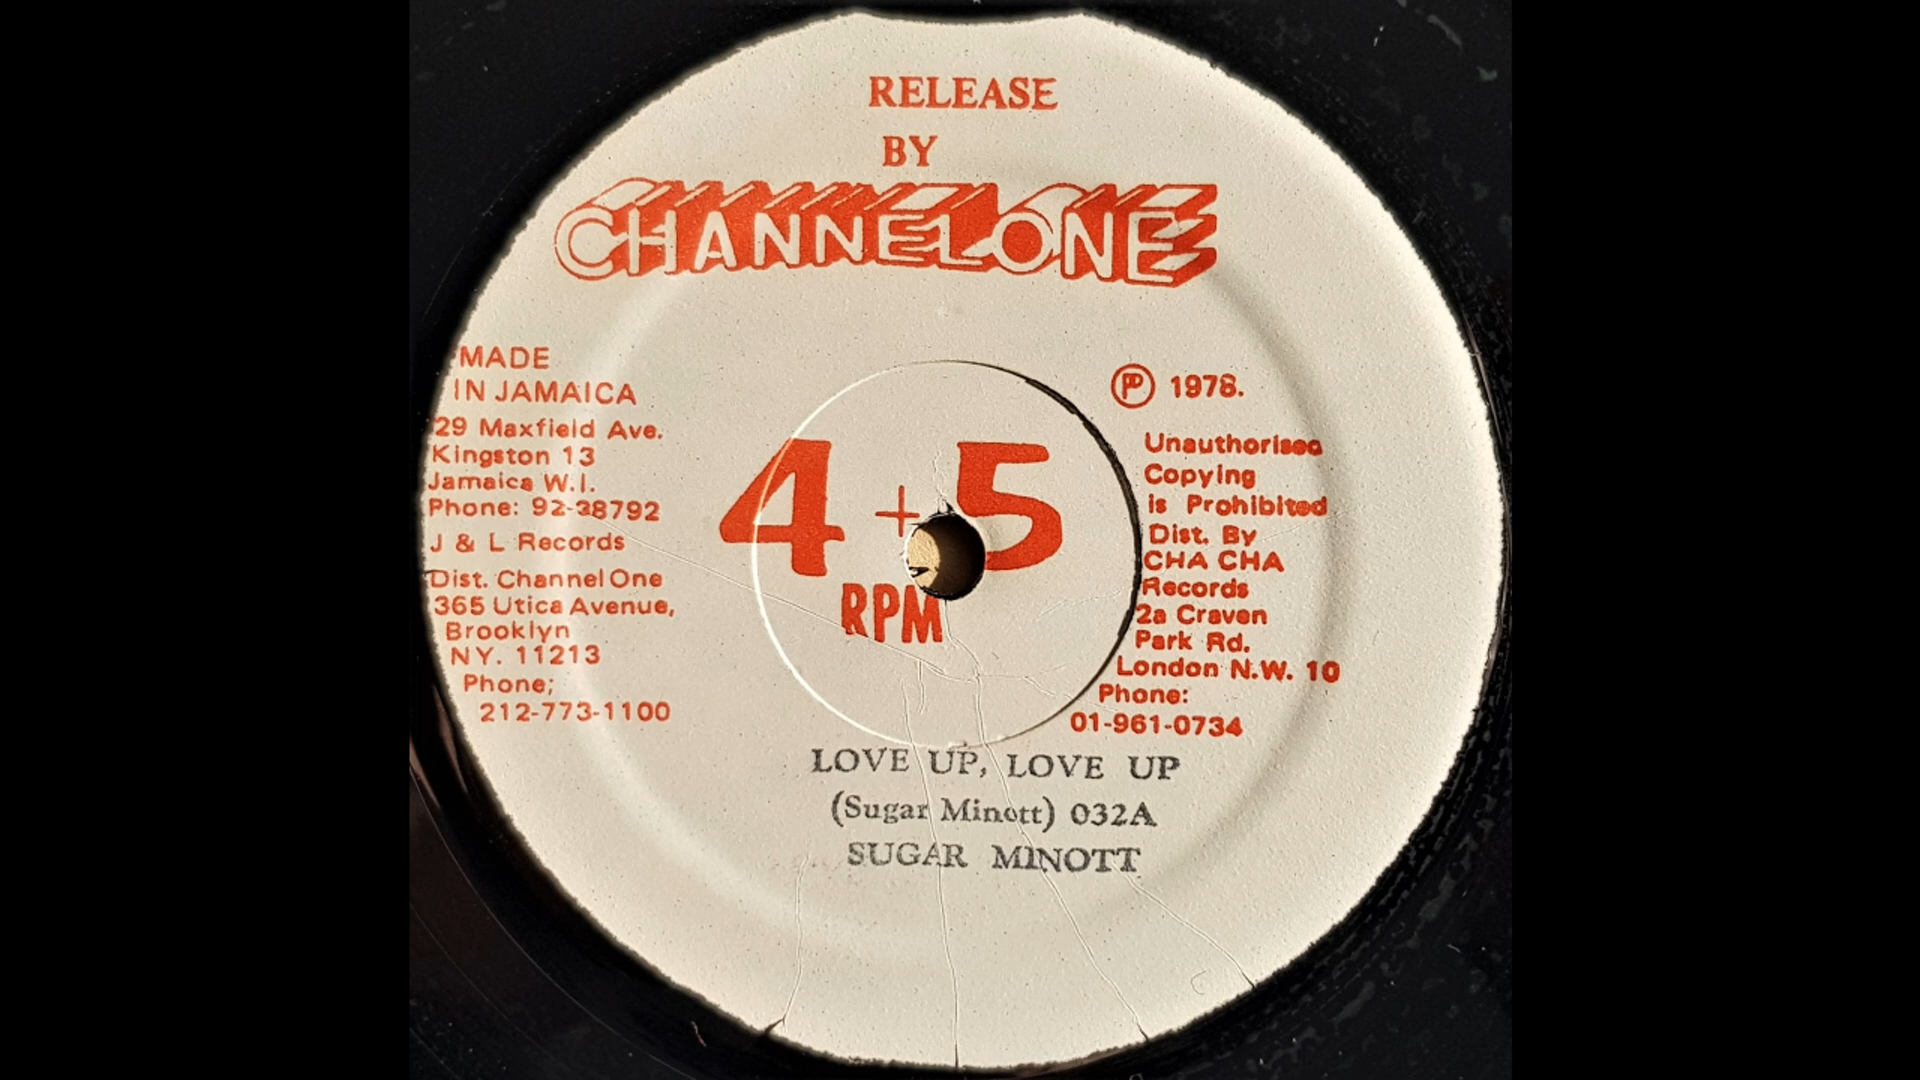 RELEASE
BY
CHANNEL ONE
MADE
IN JAMAICA
29 Maxfield Ave.
Kingston 13
Jamaica W.I.
Phone: 92-38792
J & L Records
Dist. Channel One
365 Utica Avenue,
Brooklyn
NY. 11213
Phone;
212-773-1100
4 + 5
RPM
Ⓟ 1978.
Unauthorised
Copying
is Prohibited
Dist. By
CHA CHA
Records
2a Craven
Park Rd.
London N.W. 10
Phone:
01-961-0734
LOVE UP, LOVE UP
(Sugar Minott) 032A
SUGAR MINOTT